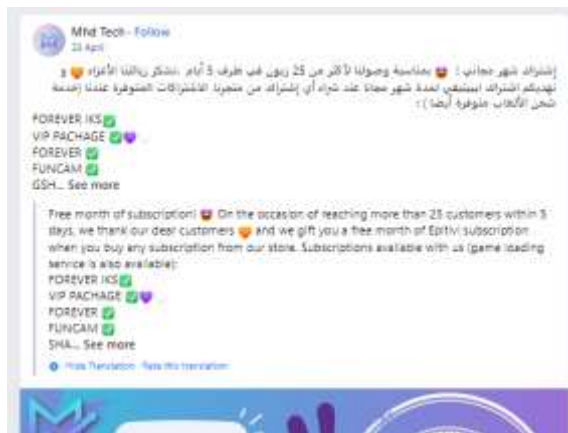 Mhd Tech · Follow
23 April
إشتراك شهر مجاني ! 😍 بمناسبة وصولنا لأكثر من 25 زبون في ظرف 5 أيام ,نشكر زبائننا الأعزاء 🧡 و
نهديكم اشتراك ايبيتيفي لمدة شهر مجانا عند شراء أي إشتراك من متجرنا. الاشتراكات المتوفرة عندنا (خدمة
شحن الألعاب متوفرة أيضا) :
FOREVER IKS✅
VIP PACHAGE ✅💜
FOREVER ✅
FUNCAM ✅
GSH... See more
Free month of subscription! 😍 On the occasion of reaching more than 25 customers within 5
days, we thank our dear customers 🧡 and we gift you a free month of Epitivi subscription
when you buy any subscription from our store. Subscriptions available with us (game loading
service is also available):
FOREVER IKS✅
VIP PACHAGE ✅💜
FOREVER ✅
FUNCAM ✅
SHA... See more
Hide Translation · Rate this translation